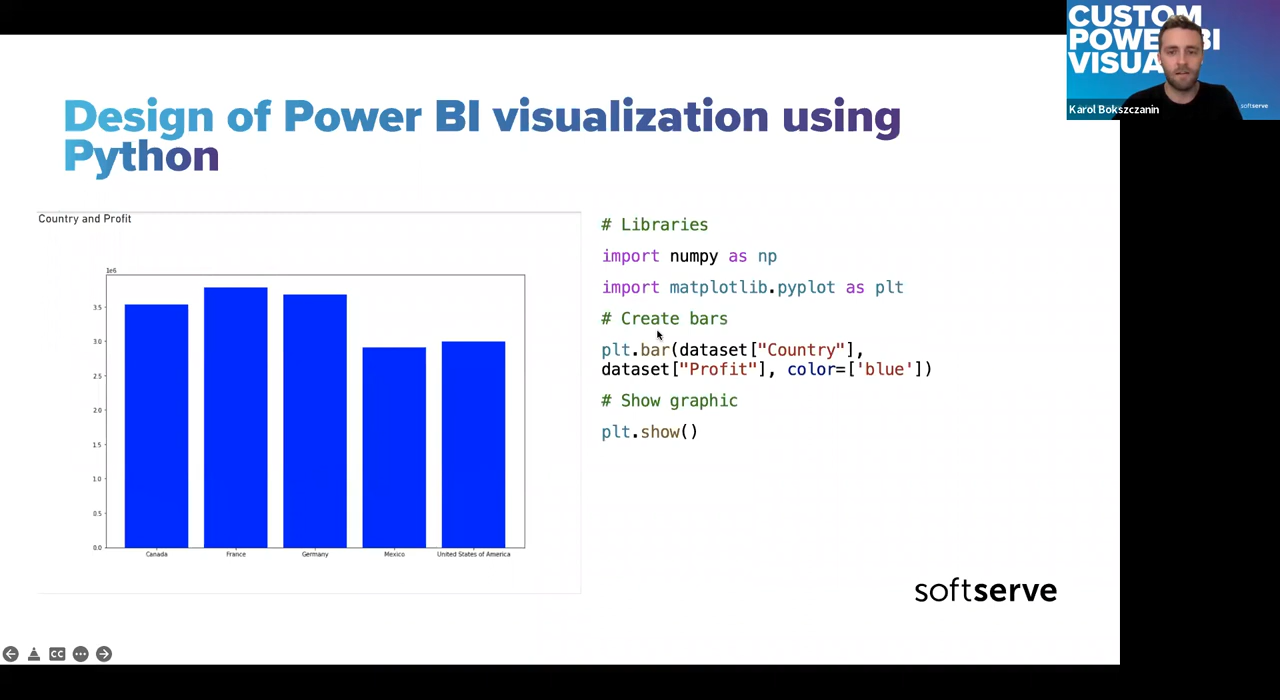 CUSTOM
POWE BI
VISUA
Karol Bokszczanin
softserve
Design of Power BI visualization using
Python
Country and Profit
1e6
3.5
3.0
2.5
2.0
1.5
1.0
0.5
0.0
Canada France Germany Mexico United States of America
# Libraries
import numpy as np
import matplotlib.pyplot as plt
# Create bars
plt.bar(dataset["Country"],
dataset["Profit"], color=['blue'])
# Show graphic
plt.show()
softserve
CC